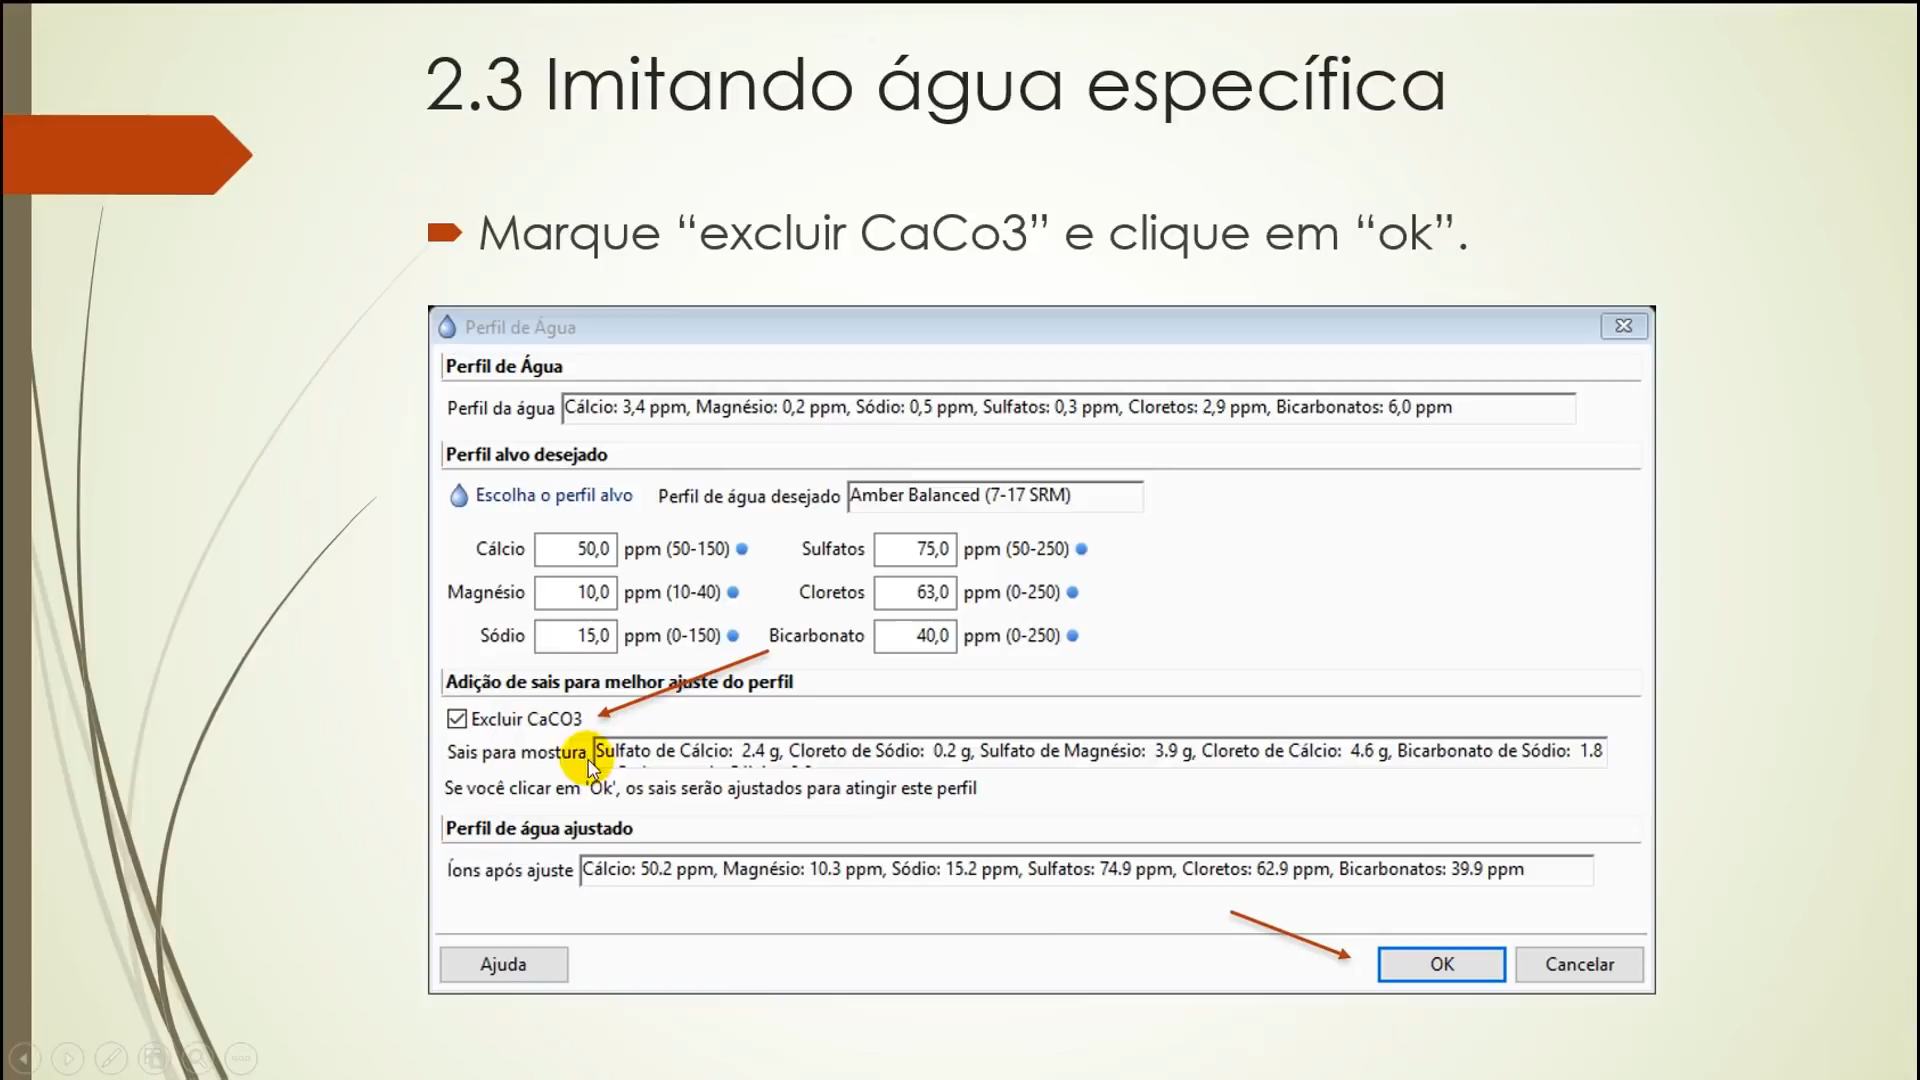 2.3 Imitando água específica
Marque “excluir CaCo3” e clique em “ok”.
Perfil de Água
Perfil de Água
Perfil da água Cálcio: 3,4 ppm, Magnésio: 0,2 ppm, Sódio: 0,5 ppm, Sulfatos: 0,3 ppm, Cloretos: 2,9 ppm, Bicarbonatos: 6,0 ppm
Perfil alvo desejado
Escolha o perfil alvo Perfil de água desejado Amber Balanced (7-17 SRM)
Cálcio 50,0 ppm (50-150) Sulfatos 75,0 ppm (50-250)
Magnésio 10,0 ppm (10-40) Cloretos 63,0 ppm (0-250)
Sódio 15,0 ppm (0-150) Bicarbonato 40,0 ppm (0-250)
Adição de sais para melhor ajuste do perfil
Excluir CaCO3
Sais para mostura Sulfato de Cálcio: 2.4 g, Cloreto de Sódio: 0.2 g, Sulfato de Magnésio: 3.9 g, Cloreto de Cálcio: 4.6 g, Bicarbonato de Sódio: 1.8
Se você clicar em 'Ok', os sais serão ajustados para atingir este perfil
Perfil de água ajustado
Íons após ajuste Cálcio: 50.2 ppm, Magnésio: 10.3 ppm, Sódio: 15.2 ppm, Sulfatos: 74.9 ppm, Cloretos: 62.9 ppm, Bicarbonatos: 39.9 ppm
Ajuda OK Cancelar